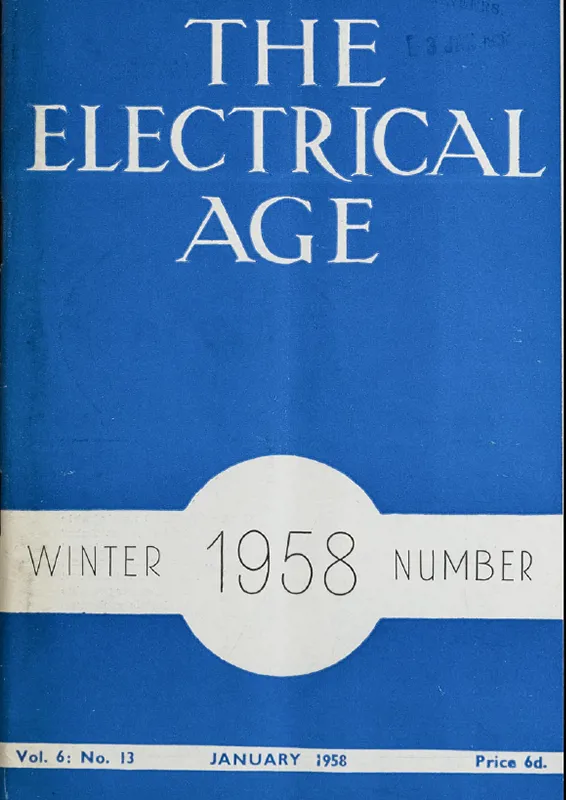 THE
ELECTRICAL
AGE
WINTER 1958 NUMBER
Vol. 6: No. 13 JANUARY 1958 Price 6d.